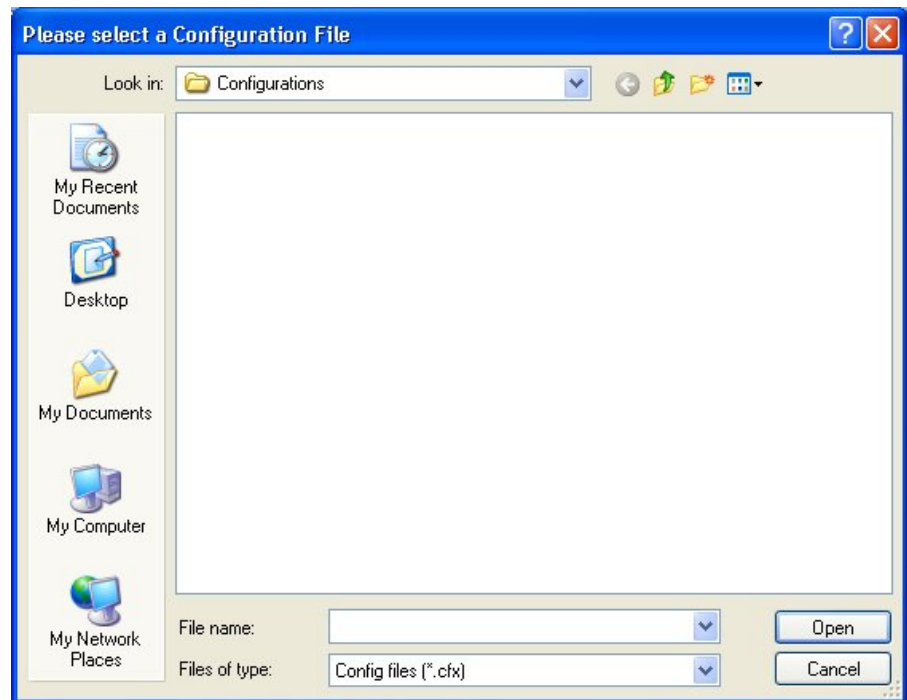 Please select a Configuration File
Look in:
Configurations
My Recent
Documents
Desktop
My Documents
My Computer
My Network
Places
File name:
Open
Files of type:
Config files (*.cfx)
Cancel